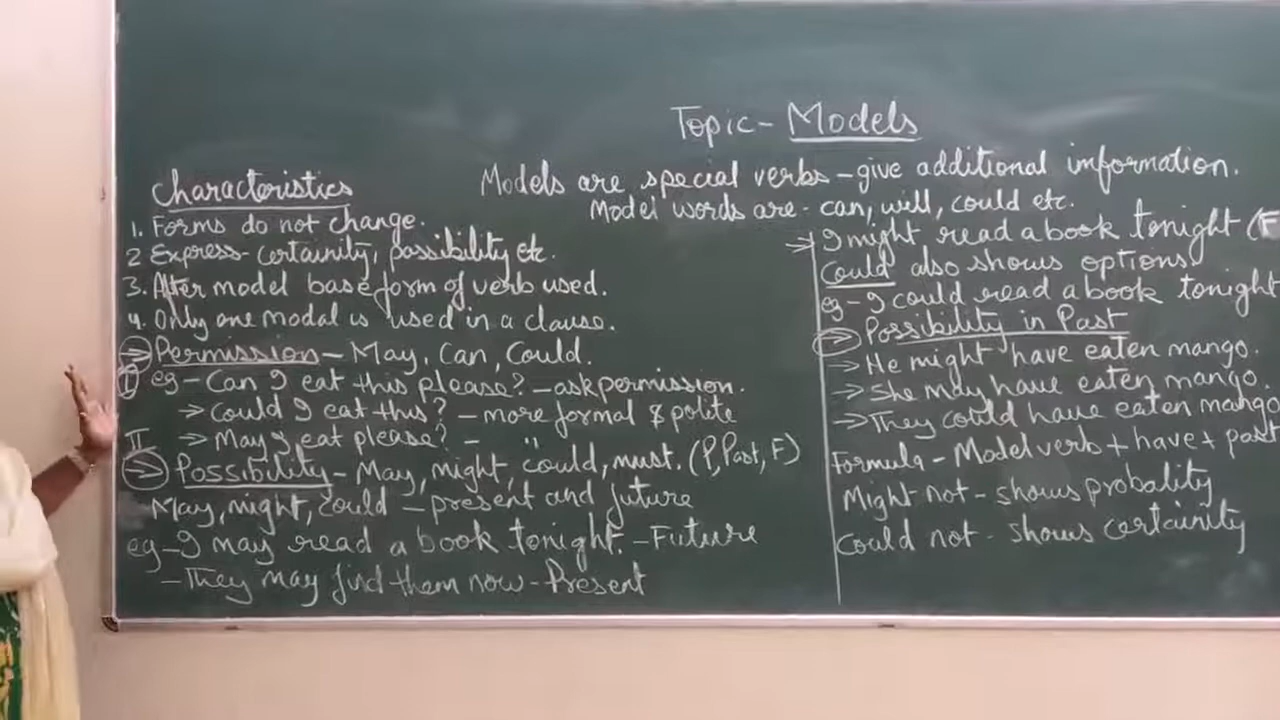 Topic - Models
Models are special verbs - give additional information.
Model words are - can, will, could etc.
Characteristics
1. Forms do not change.
2 Express - certainity, possibility etc.
3. After model base form of verb used.
4. Only one modal is used in a clause.
→ Permission - May, Can, Could.
I eg - Can I eat this please? - ask permission.
→ Could I eat this? - more formal & polite
→ May I eat please? - "
II
→ Possibility - May, might, could, must. (P, Past, F)
May, might, could - present and future
eg - I may read a book tonight. - Future
- They may find them now - Present
→ I might read a book tonight (F
Could also shows options
eg - I could read a book tonight
→ Possibility in Past
→ He might have eaten mango.
→ She may have eaten mango.
→ They could have eaten mango
Formula - Model verb + have + past
Might not - shows probality
Could not - shows certainity